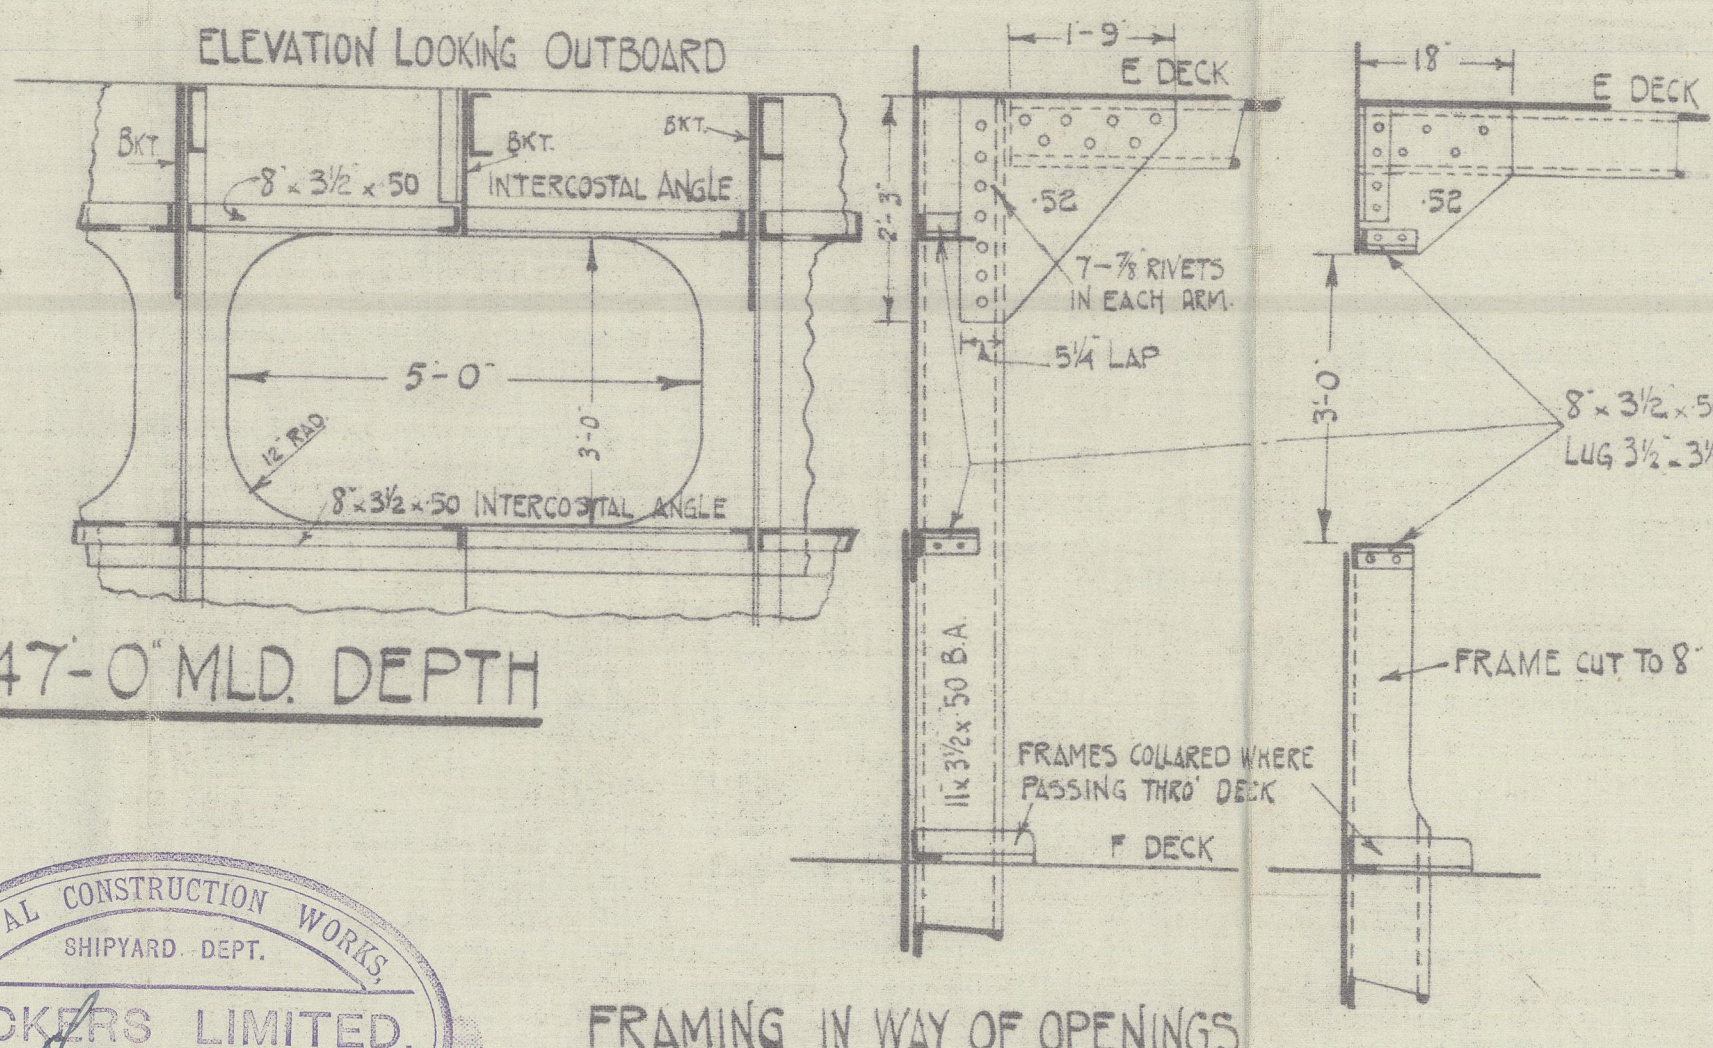 ELEVATION LOOKING OUTBOARD
BKT.
BKT.
BKT.
8" x 3½ x .50
INTERCOSTAL ANGLE
5'-0"
3'-0"
12" RAD.
8" x 3½ x .50 INTERCOSTAL ANGLE
47'-0" MLD. DEPTH
1'-9"
E DECK
2'-3"
.52
7-⅞" RIVETS
IN EACH ARM.
5¼" LAP
11" x 3½ x .50 B.A.
FRAMES COLLARED WHERE
PASSING THRO' DECK
F DECK
18"
E DECK
.52
3'-0"
8" x 3½ x .5
LUG 3½"
FRAME CUT TO 8"
AL CONSTRUCTION WORKS,
SHIPYARD DEPT.
CKERS LIMITED.
FRAMING IN WAY OF OPENINGS